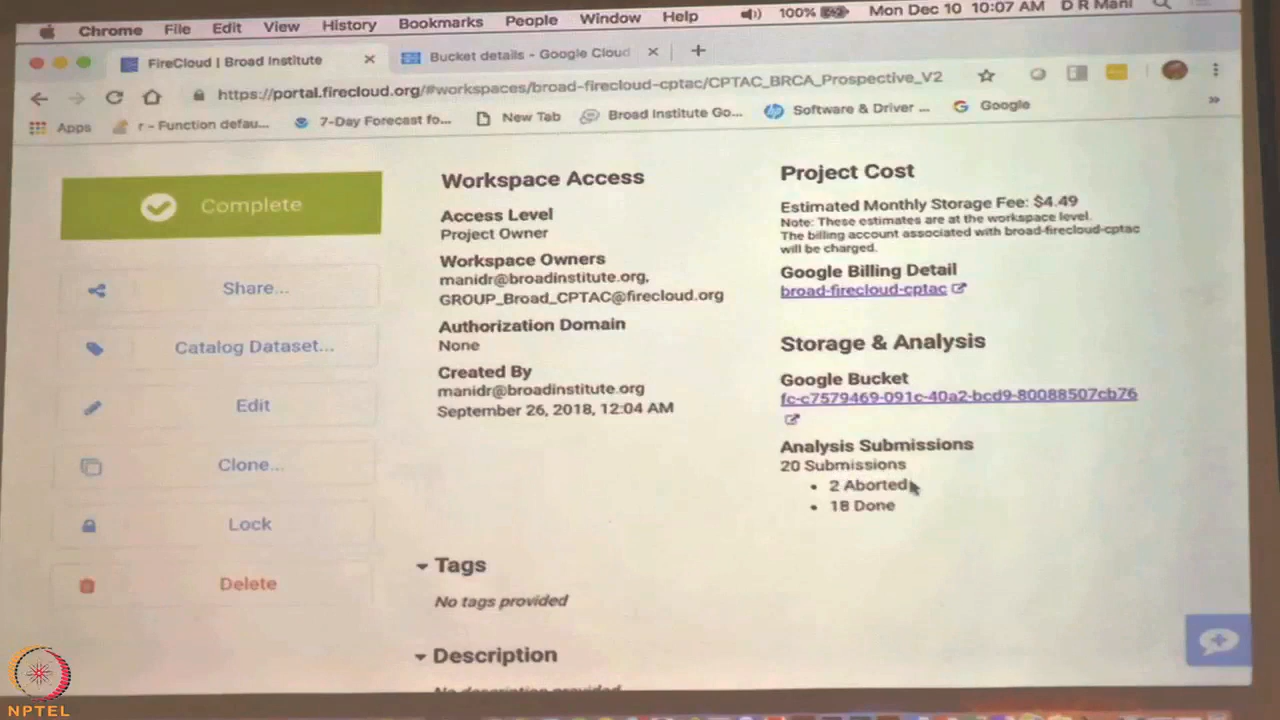 Chrome File Edit View History Bookmarks People Window Help 100% Mon Dec 10 10:07 AM D R Mani
FireCloud | Broad Institute
Bucket details - Google Cloud
https://portal.firecloud.org/#workspaces/broad-firecloud-cptac/CPTAC_BRCA_Prospective_V2
Apps r - Function defau... 7-Day Forecast fo... New Tab Broad Institute Go... Software & Driver ... Google
Complete
Share...
Catalog Dataset...
Edit
Clone...
Lock
Delete
Workspace Access
Access Level
Project Owner
Workspace Owners
manidr@broadinstitute.org,
GROUP_Broad_CPTAC@firecloud.org
Authorization Domain
None
Created By
manidr@broadinstitute.org
September 26, 2018, 12:04 AM
Project Cost
Estimated Monthly Storage Fee: $4.49
Note: These estimates are at the workspace level.
The billing account associated with broad-firecloud-cptac
will be charged.
Google Billing Detail
broad-firecloud-cptac
Storage & Analysis
Google Bucket
fc-c7579469-091c-40a2-bcd9-80088507cb76
Analysis Submissions
20 Submissions
• 2 Aborted
• 18 Done
Tags
No tags provided
Description
No description provided
NPTEL